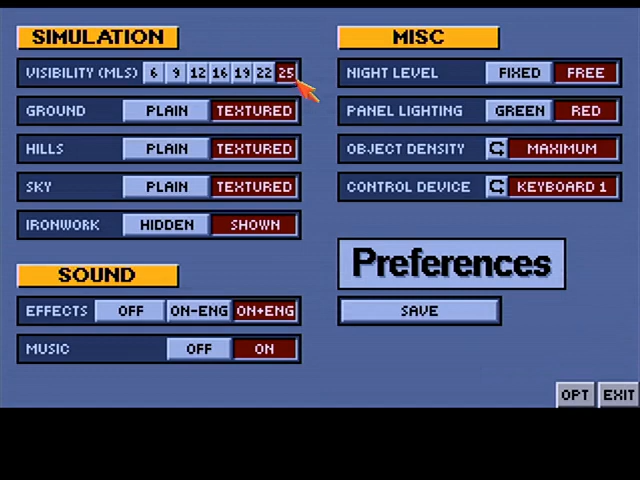 SIMULATION
VISIBILITY (MLS) 6 9 12 16 19 22 25
GROUND PLAIN TEXTURED
HILLS PLAIN TEXTURED
SKY PLAIN TEXTURED
IRONWORK HIDDEN SHOWN
SOUND
EFFECTS OFF ON-ENG ON+ENG
MUSIC OFF ON
MISC
NIGHT LEVEL FIXED FREE
PANEL LIGHTING GREEN RED
OBJECT DENSITY MAXIMUM
CONTROL DEVICE KEYBOARD 1
Preferences
SAVE
OPT EXIT